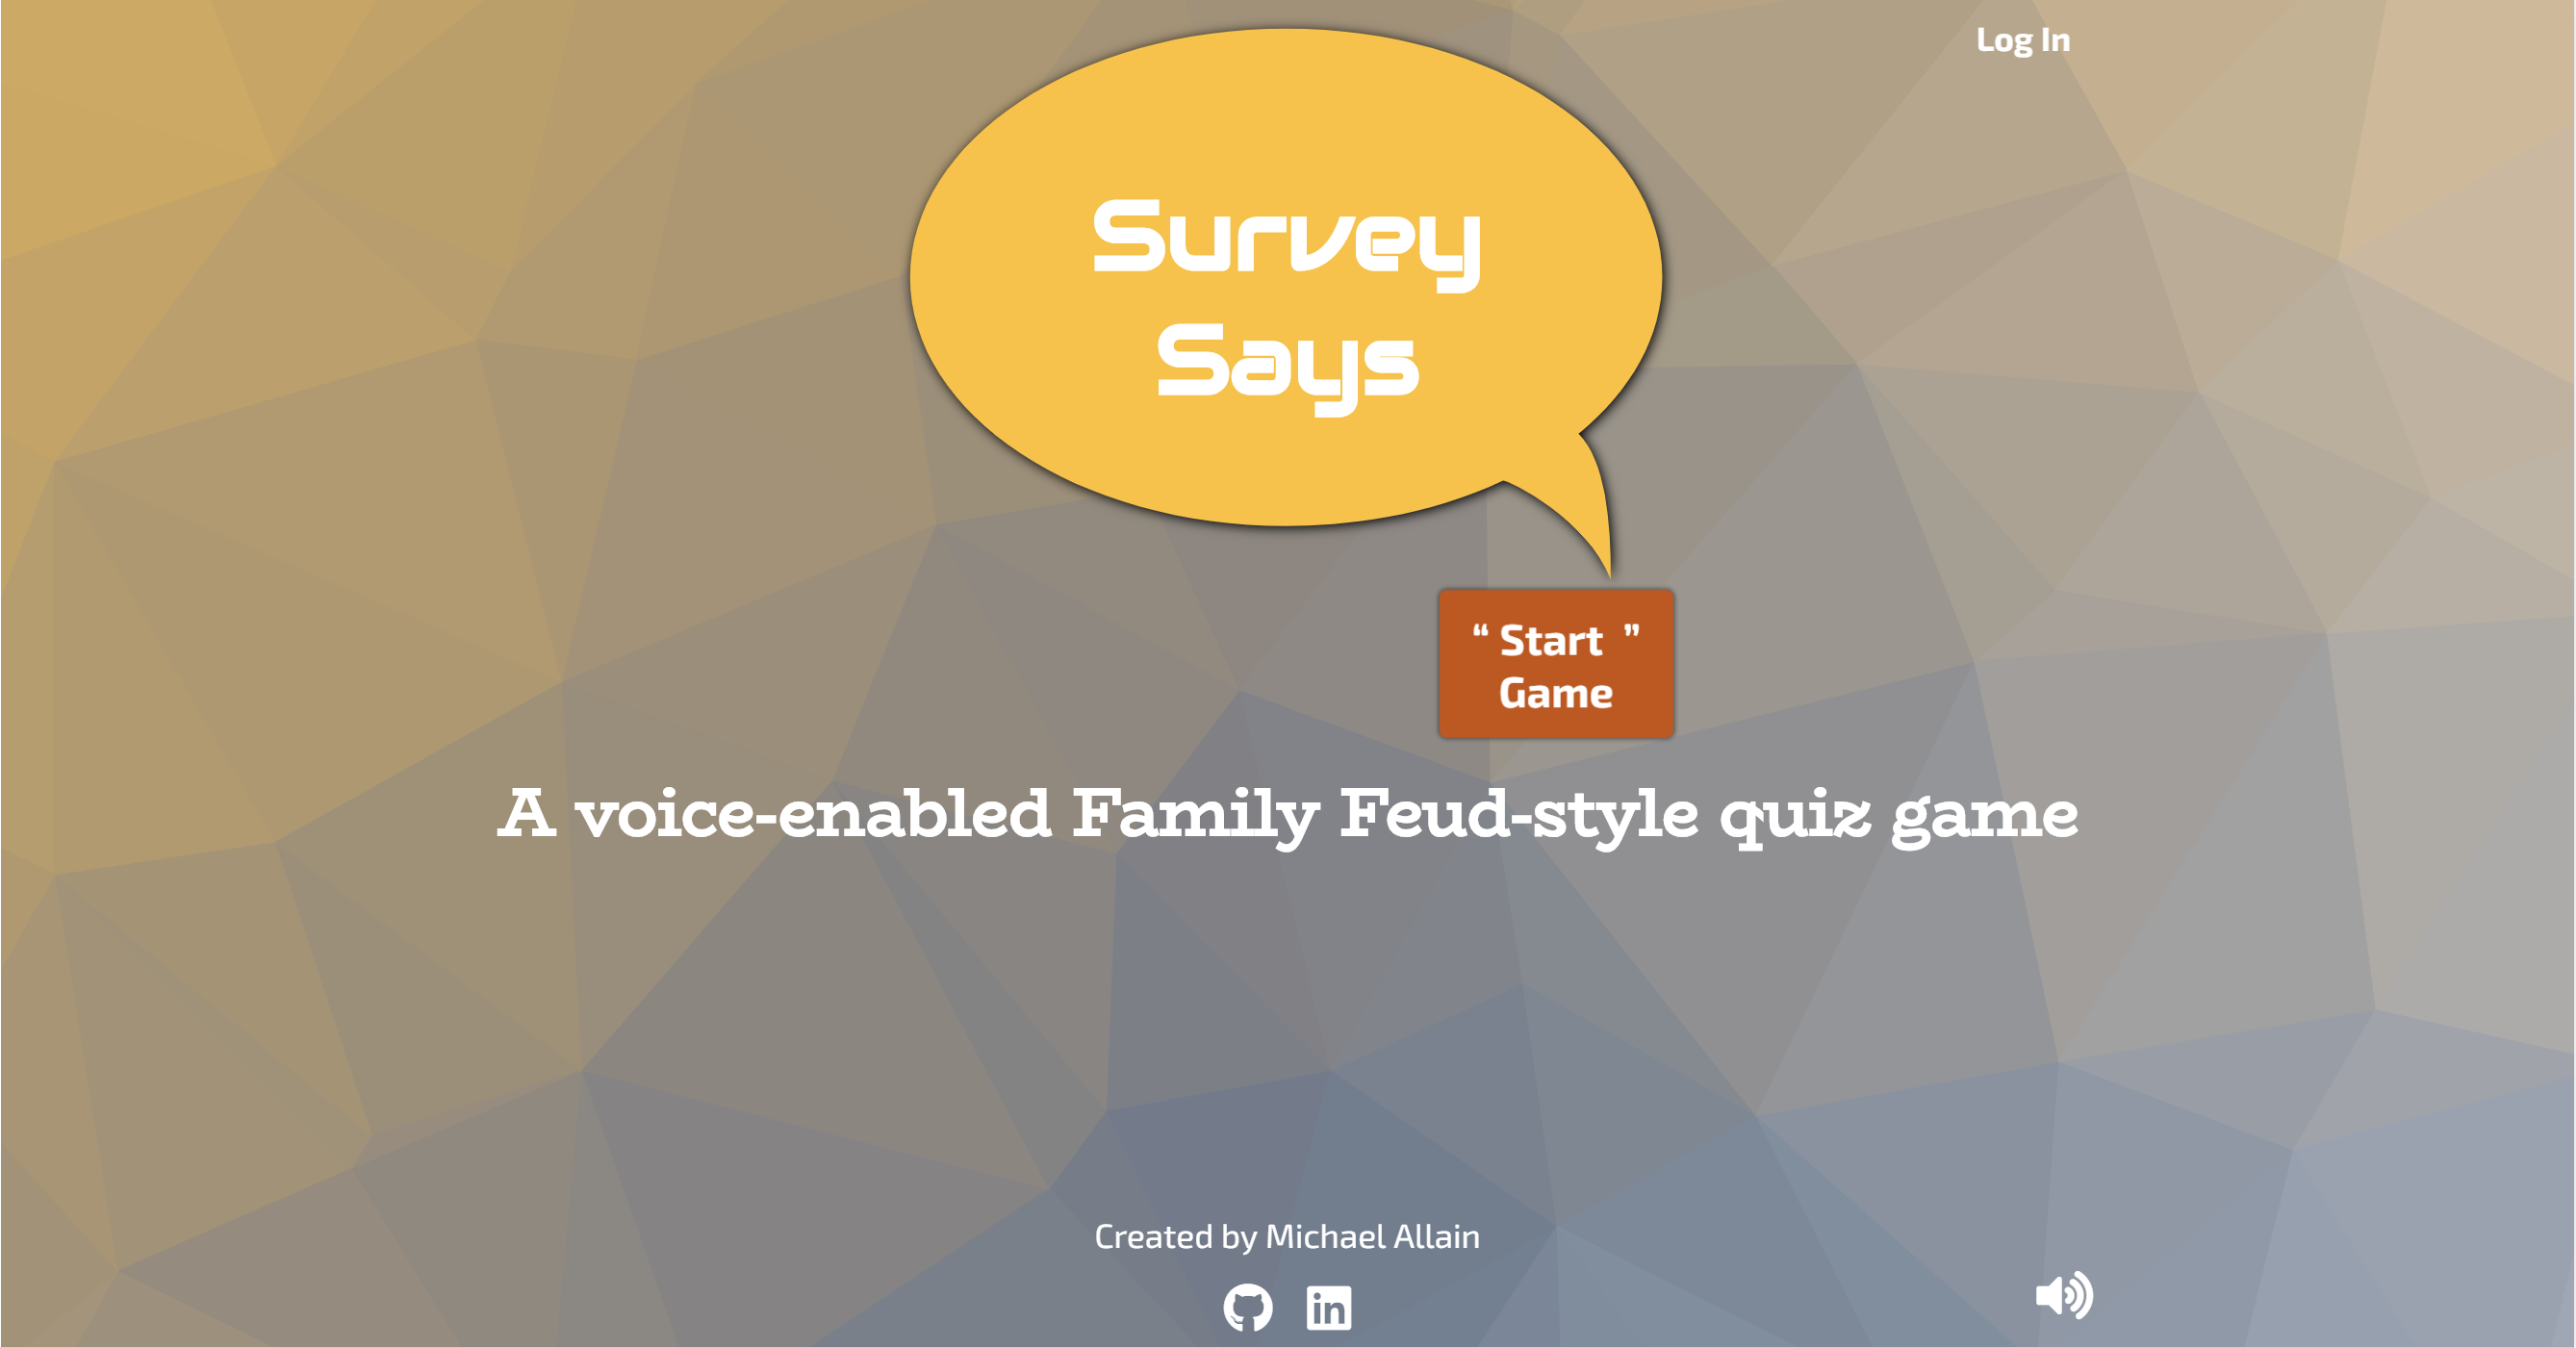 Log In
Survey
Says
“ Start ”
Game
A voice-enabled Family Feud-style quiz game
Created by Michael Allain
in